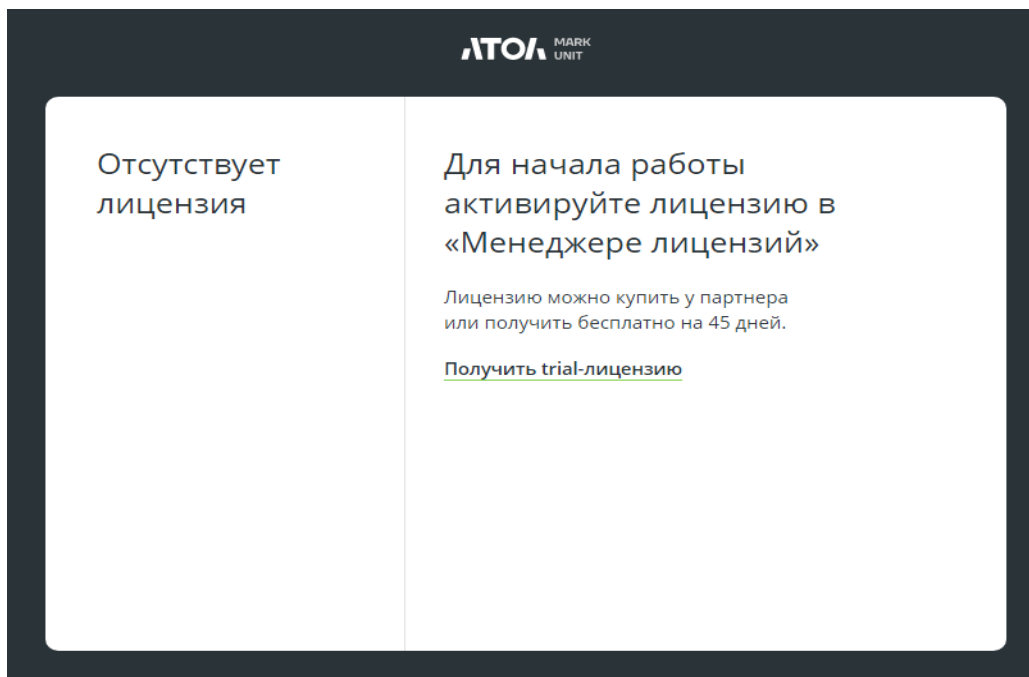 АТОЛ MARK
UNIT
Отсутствует
лицензия
Для начала работы
активируйте лицензию в
«Менеджере лицензий»
Лицензию можно купить у партнера
или получить бесплатно на 45 дней.
Получить trial-лицензию